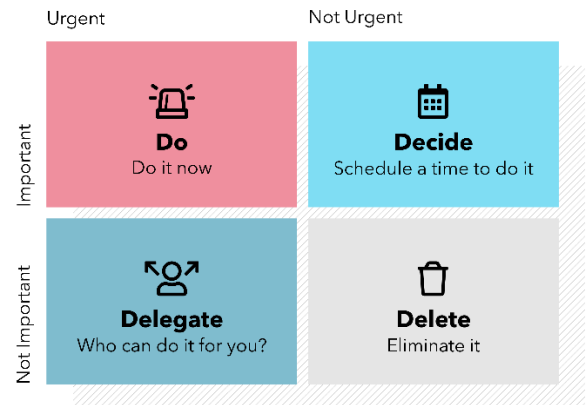 Urgent
Not Urgent
Important
Do
Do it now
Decide
Schedule a time to do it
Not Important
Delegate
Who can do it for you?
Delete
Eliminate it